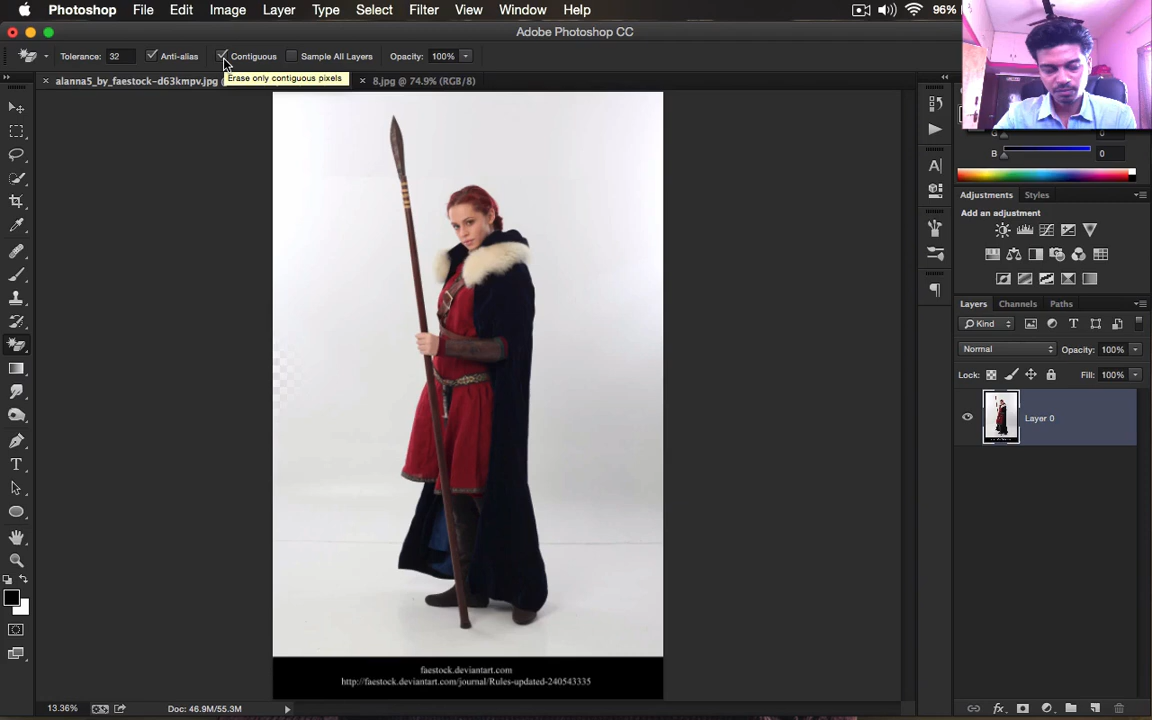 Photoshop File Edit Image Layer Type Select Filter View Window Help 96%
Adobe Photoshop CC
Tolerance: 32 Anti-alias Contiguous Sample All Layers Opacity: 100%
Erase only contiguous pixels
alanna5_by_faestock-d63kmpv.jpg 8.jpg @ 74.9% (RGB/8)
G 0
B 0
Adjustments Styles
Add an adjustment
Layers Channels Paths
Kind
Normal Opacity: 100%
Lock: Fill: 100%
Layer 0
faestock.deviantart.com
http://faestock.deviantart.com/journal/Rules-updated-240543335
13.36% Doc: 46.9M/55.3M